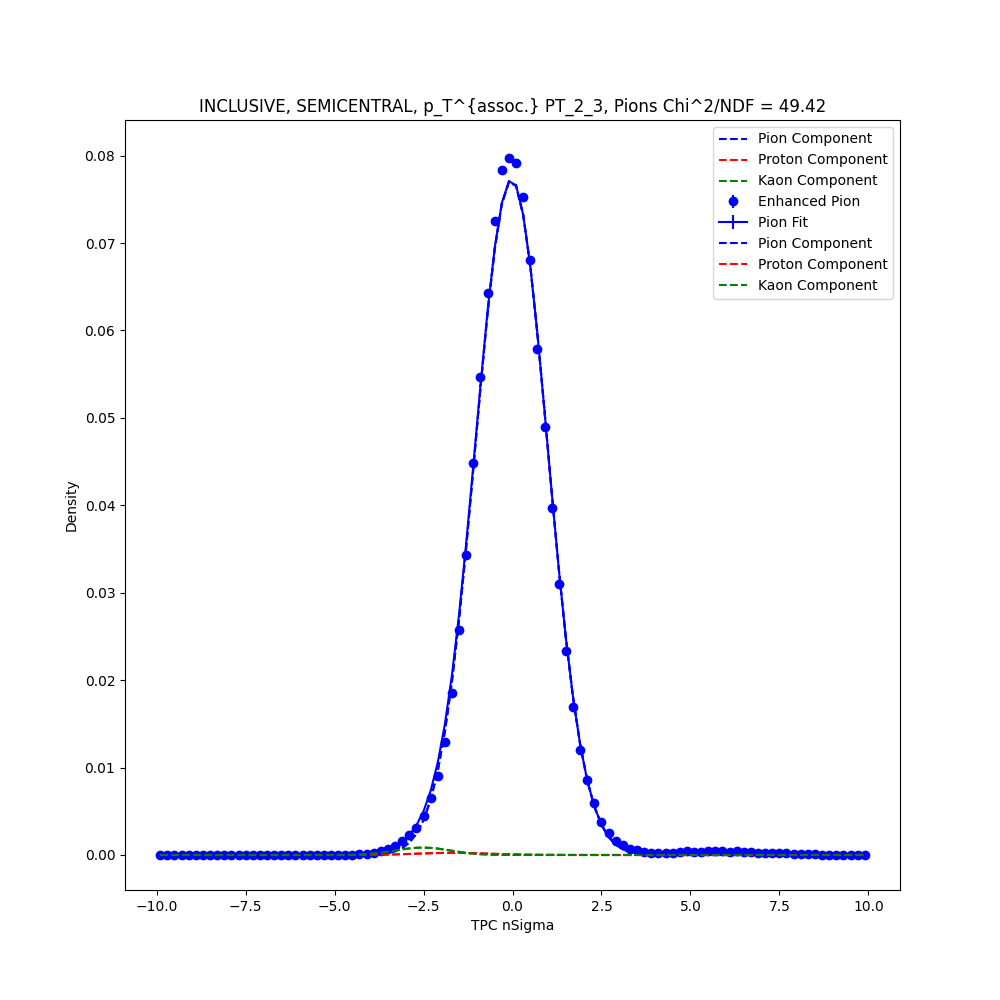 INCLUSIVE, SEMICENTRAL, p_T^{assoc.} PT_2_3, Pions Chi^2/NDF = 49.42
Pion Component
Proton Component
Kaon Component
Enhanced Pion
Pion Fit
Pion Component
Proton Component
Kaon Component
Density
0.08
0.07
0.06
0.05
0.04
0.03
0.02
0.01
0.00
−10.0 −7.5 −5.0 −2.5 0.0 2.5 5.0 7.5 10.0
TPC nSigma